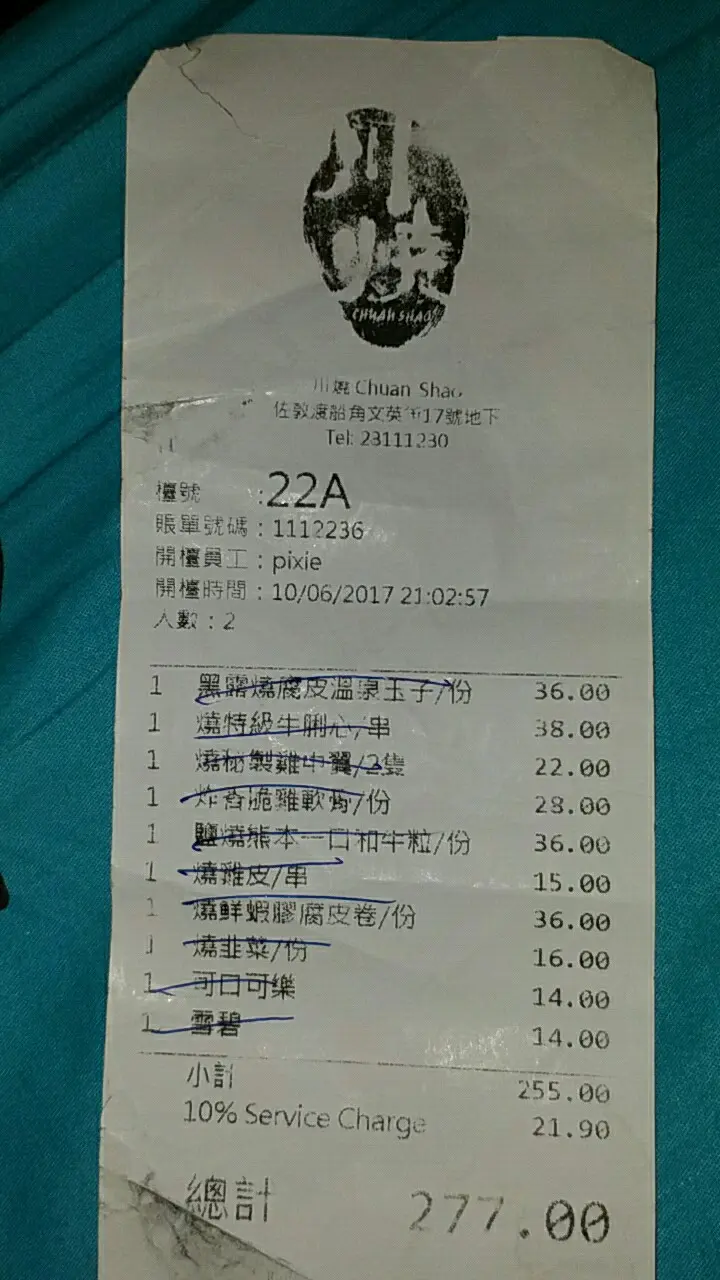 川燒
CHUAN SHAO
川燒 Chuan Shao
佐敦渡船角文英街17號地下
Tel: 23111230
檯號 :22A
賬單號碼 : 1112236
開檯員工 : pixie
開檯時間 : 10/06/2017 21:02:57
人數 : 2
1 黑露燒腐皮溫泉玉子/份 36.00
1 燒特級牛脷心/串 38.00
1 燒秘製雞中翼/2隻 22.00
1 炸香脆雞軟骨/份 28.00
1 鹽燒熊本一口和牛粒/份 36.00
1 燒雞皮/串 15.00
1 燒鮮蝦膠腐皮卷/份 36.00
1 燒韭菜/份 16.00
1 可口可樂 14.00
1 雪碧 14.00
小計 255.00
10% Service Charge 21.90
總計 277.00